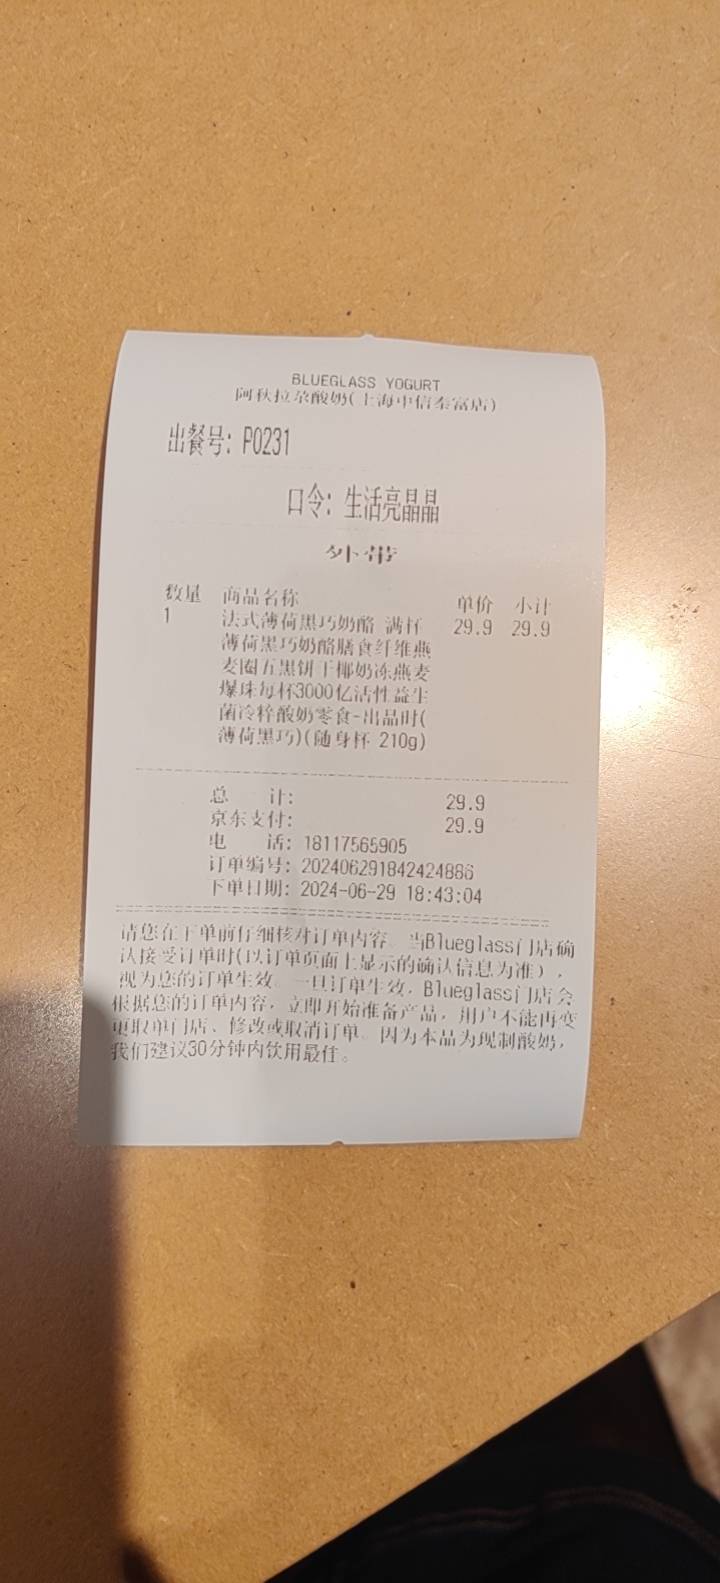 BLUEGLASS YOGURT
阿秋拉尕酸奶(上海中信泰富店)
出餐号: P0231
口令: 生活亮晶晶
外带
数量 商品名称 单价 小计
1 法式薄荷黑巧奶酪 满杯 29.9 29.9
薄荷黑巧奶酪膳食纤维燕
麦圈五黑饼干椰奶冻燕麦
爆珠每杯3000亿活性益生
菌冷粹酸奶零食-出品时(
薄荷黑巧)(随身杯 210g)
总 计: 29.9
京东支付: 29.9
电 话: 18117565905
订单编号: 202406291842424886
下单日期: 2024-06-29 18:43:04
请您在下单前仔细核对订单内容。当Blueglass门店确
认接受订单时(以订单页面上显示的确认信息为准)，
视为您的订单生效。一旦订单生效，Blueglass门店会
根据您的订单内容，立即开始准备产品，用户不能再变
更取单门店、修改或取消订单。因为本品为现制酸奶，
我们建议30分钟内饮用最佳。